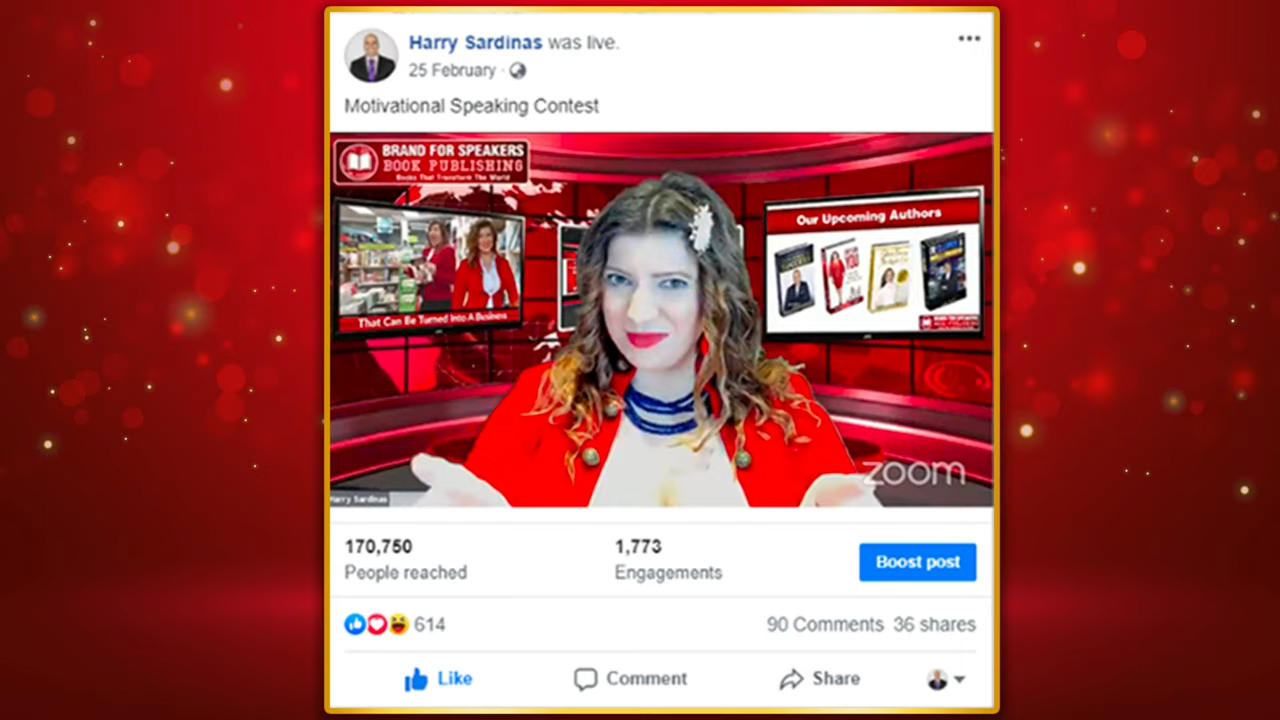 Harry Sardinas was live.
25 February ·
Motivational Speaking Contest
BRAND FOR SPEAKERS
BOOK PUBLISHING
Books That Transform The World
Our Upcoming Authors
That Can Be Turned Into A Business
zoom
Harry Sardinas
170,750
People reached
1,773
Engagements
Boost post
614
90 Comments 36 shares
Like
Comment
Share